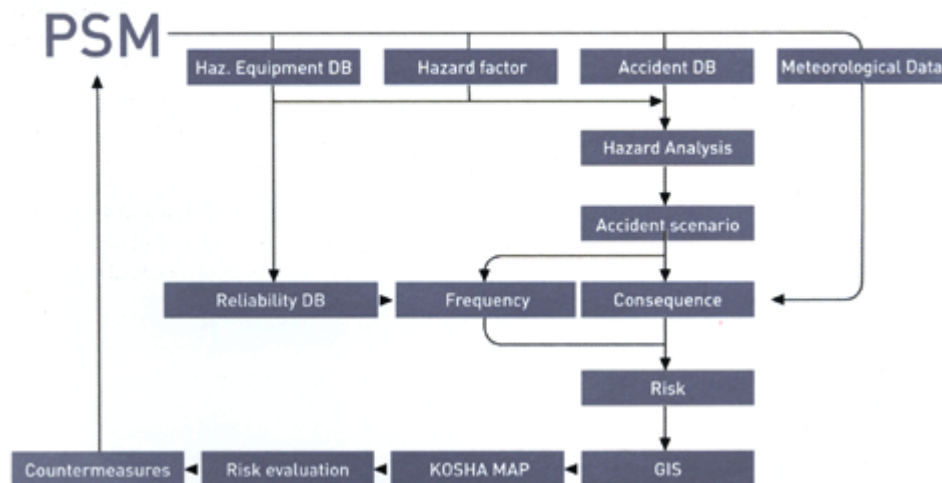 PSM
Haz. Equipment DB
Hazard factor
Accident DB
Meteorological Data
Hazard Analysis
Accident scenario
Reliability DB
Frequency
Consequence
Risk
Countermeasures
Risk evaluation
KOSHA MAP
GIS